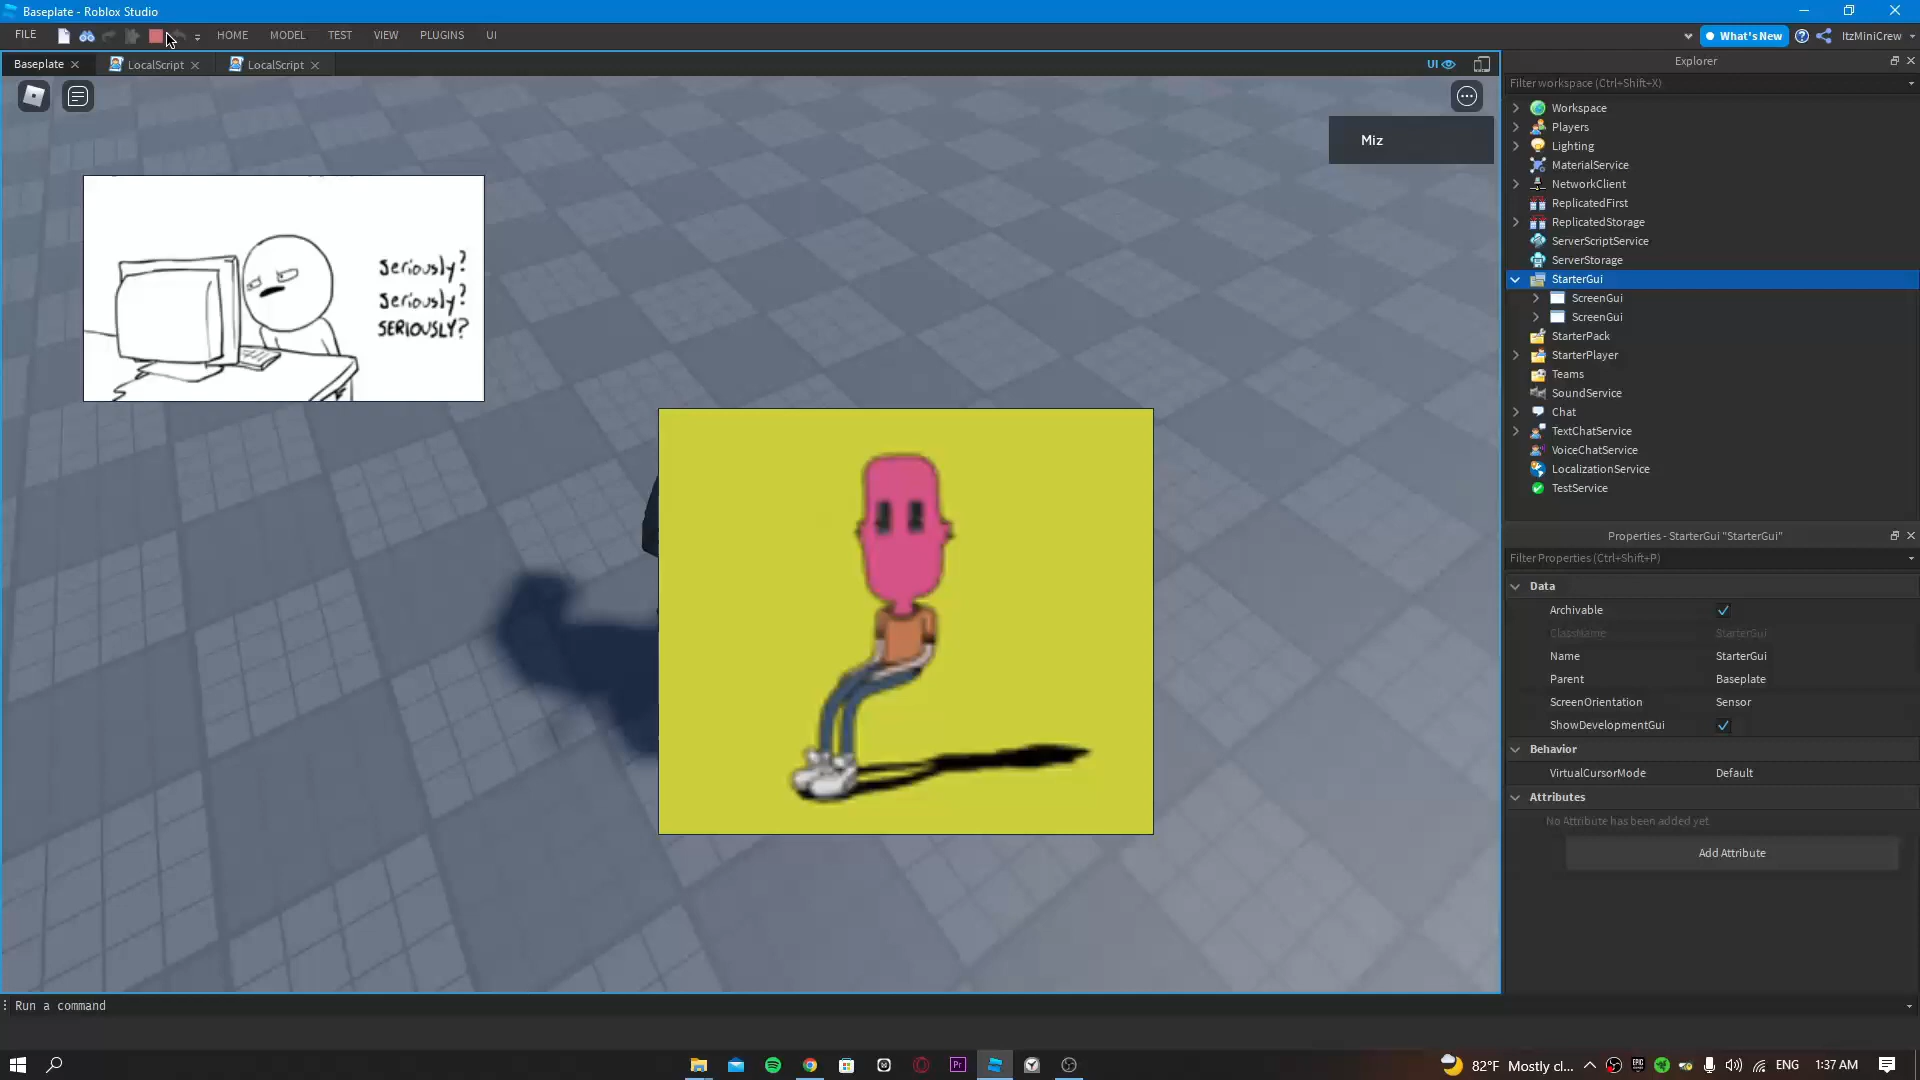 Baseplate - Roblox Studio
FILE
HOME
MODEL
TEST
VIEW
PLUGINS
UI
What's New
ItzMiniCrew
Baseplate
LocalScript
LocalScript
UI
Miz
Seriously?
Seriously?
SERIOUSLY?
Explorer
Filter workspace (Ctrl+Shift+X)
Workspace
Players
Lighting
MaterialService
NetworkClient
ReplicatedFirst
ReplicatedStorage
ServerScriptService
ServerStorage
StarterGui
ScreenGui
ScreenGui
StarterPack
StarterPlayer
Teams
SoundService
Chat
TextChatService
VoiceChatService
LocalizationService
TestService
Properties - StarterGui "StarterGui"
Filter Properties (Ctrl+Shift+P)
Data
Archivable
ClassName StarterGui
Name StarterGui
Parent Baseplate
ScreenOrientation Sensor
ShowDevelopmentGui
Behavior
VirtualCursorMode Default
Attributes
No Attribute has been added yet
Add Attribute
Run a command
Pr
82°F Mostly cl...
ENG
1:37 AM